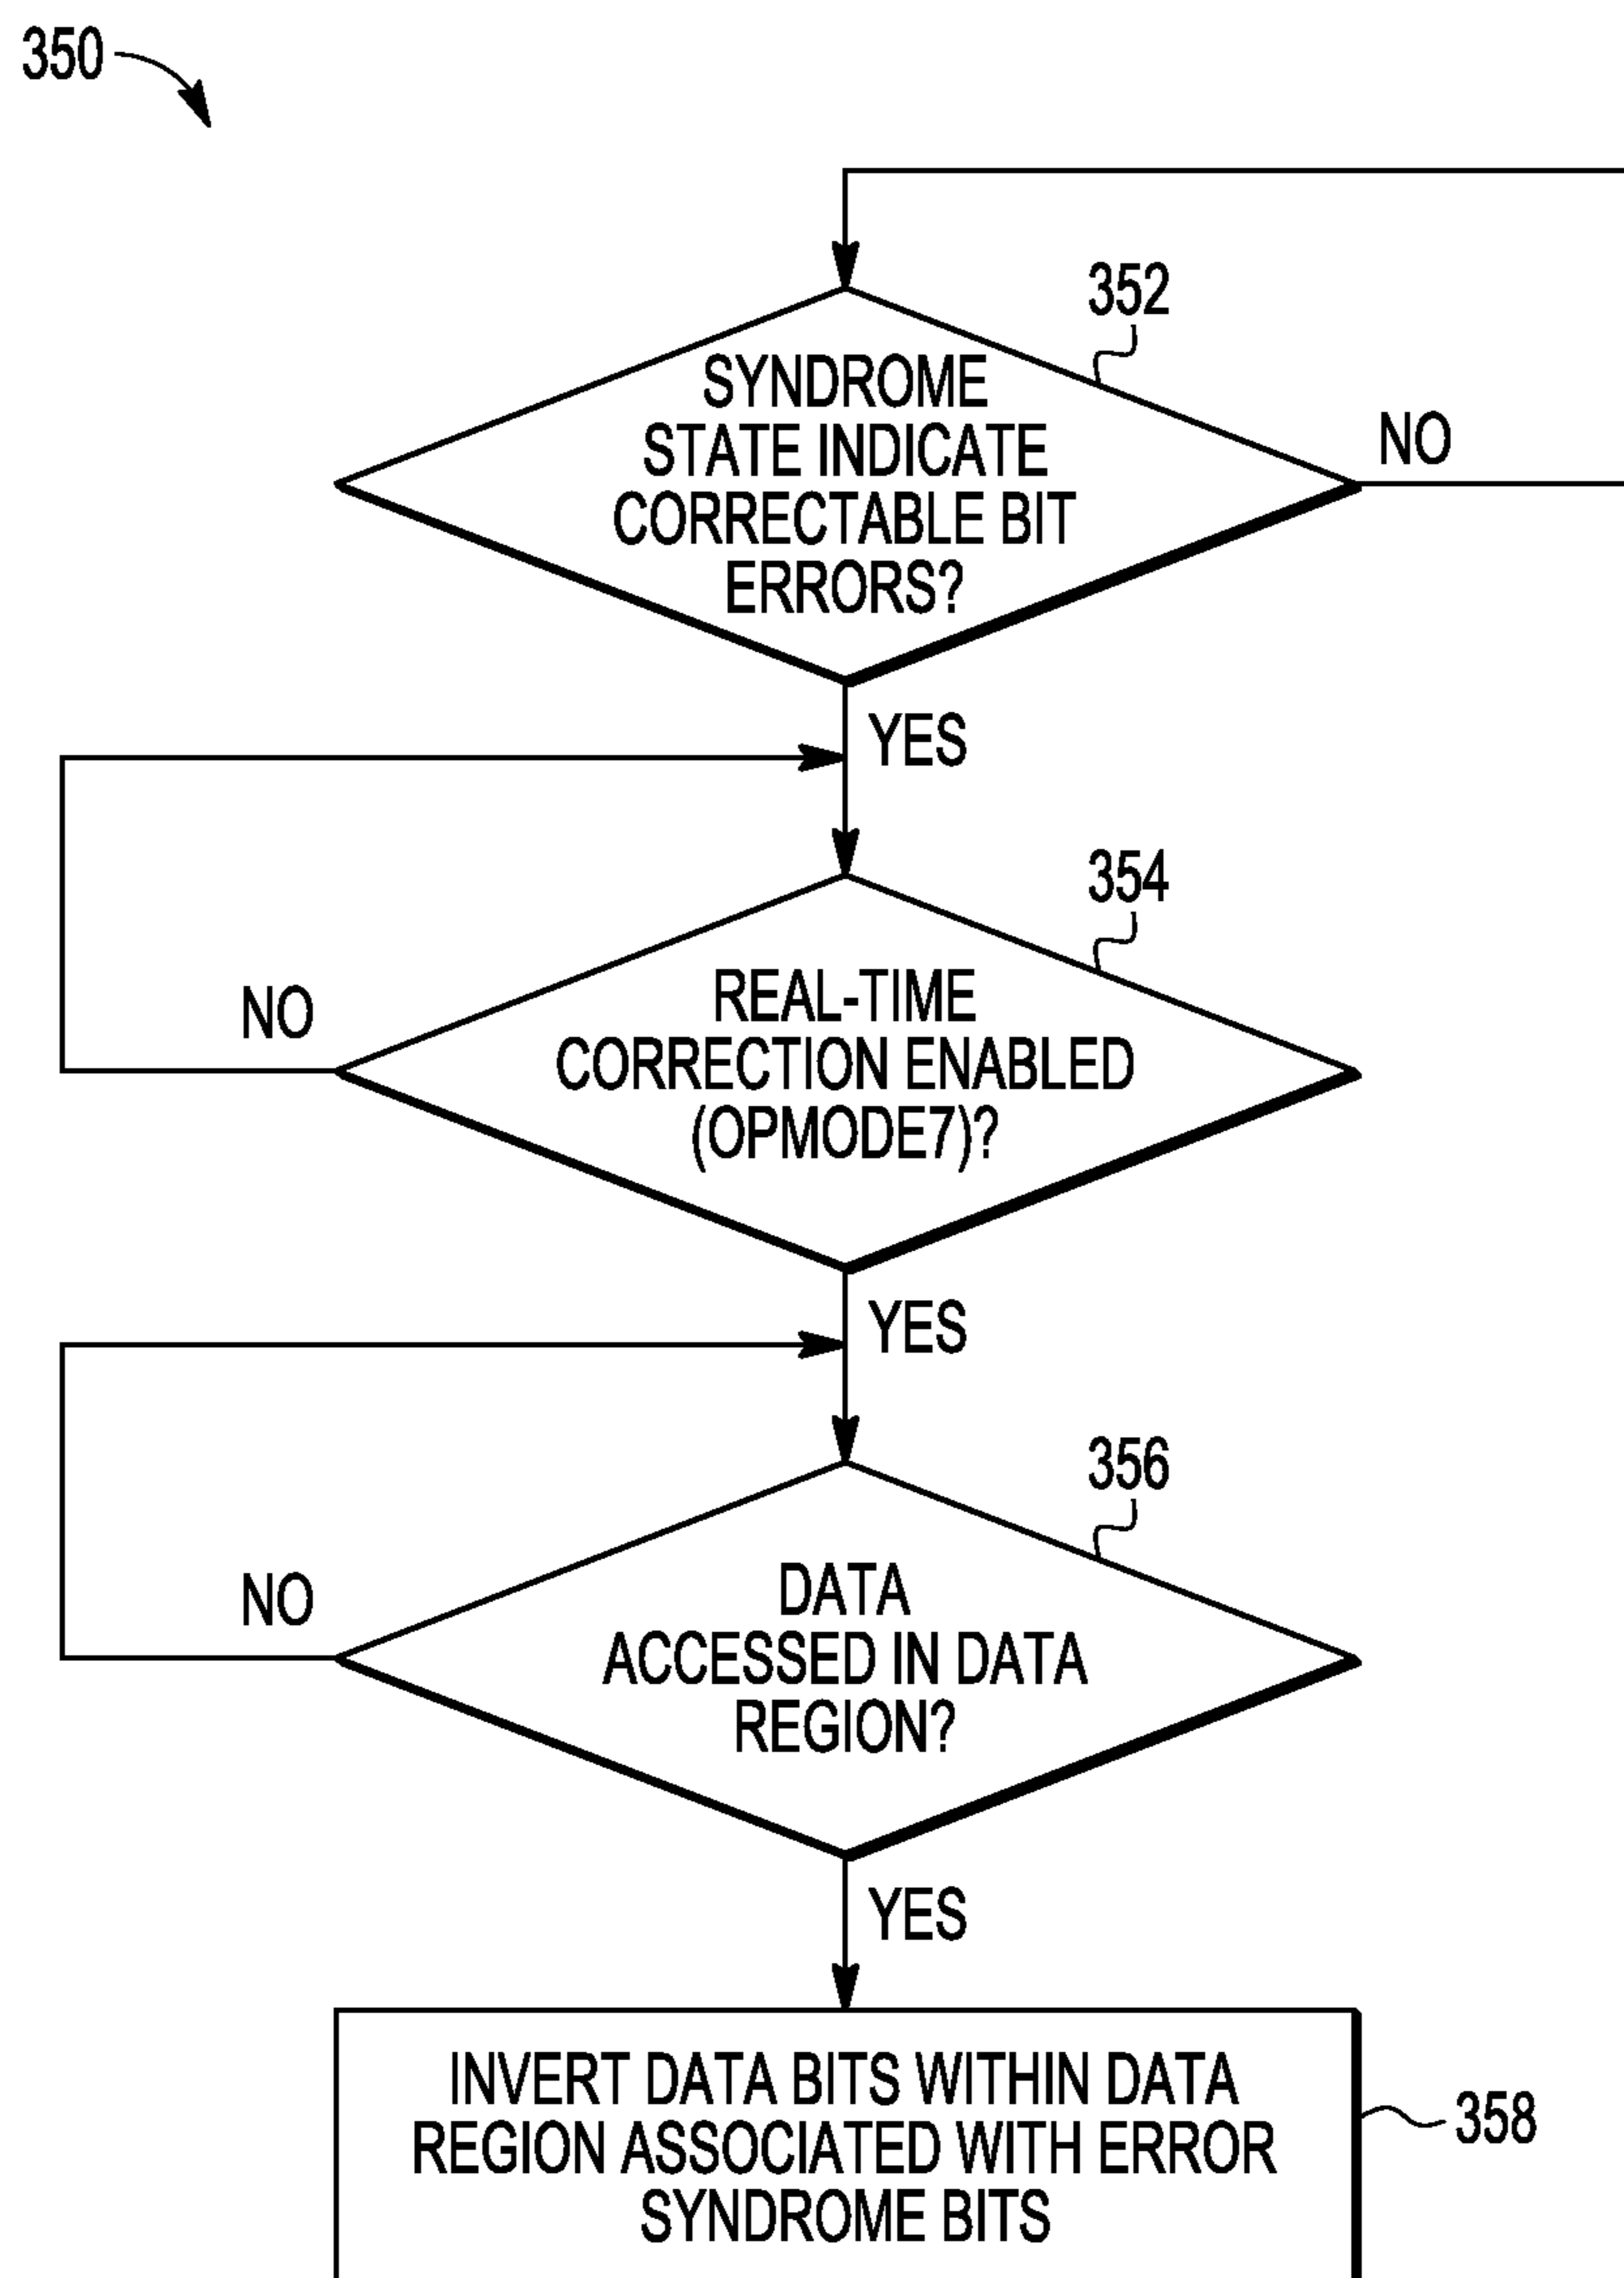 350
352
SYNDROME
STATE INDICATE
CORRECTABLE BIT
ERRORS?
NO
YES
354
REAL-TIME
CORRECTION ENABLED
(OPMODE7)?
NO
YES
356
DATA
ACCESSED IN DATA
REGION?
NO
YES
INVERT DATA BITS WITHIN DATA
REGION ASSOCIATED WITH ERROR
SYNDROME BITS
358